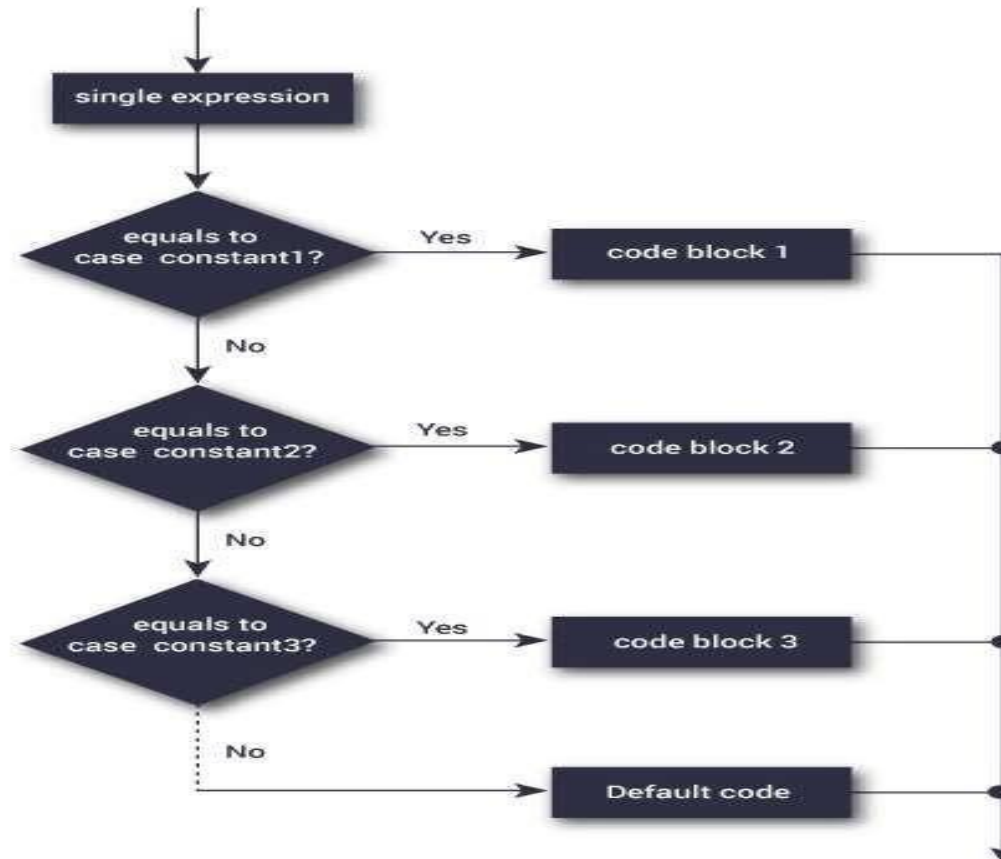 single expression
equals to
case constant1?
Yes
code block 1
No
equals to
case constant2?
Yes
code block 2
No
equals to
case constant3?
Yes
code block 3
No
Default code